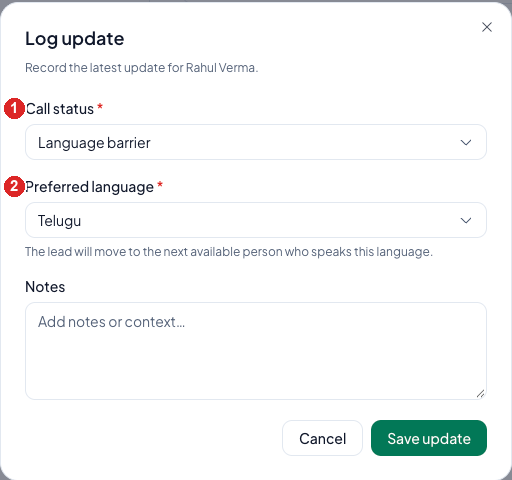 Log update
Record the latest update for Rahul Verma.
1 Call status *
Language barrier
2 Preferred language *
Telugu
The lead will move to the next available person who speaks this language.
Notes
Add notes or context…
Cancel Save update